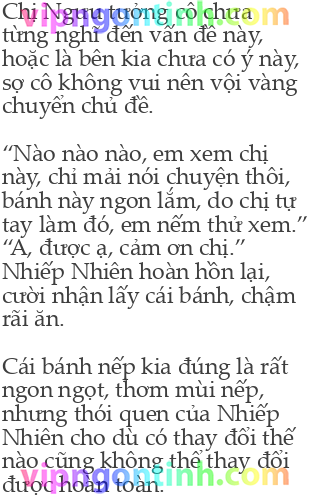 Chị Ngưu tưởng cô chưa
từng nghĩ đến vấn đề này,
hoặc là bên kia chưa có ý này,
sợ cô không vui nên vội vàng
chuyển chủ đề.
“Nào nào nào, em xem chị
này, chỉ mải nói chuyện thôi,
bánh này ngon lắm, do chị tự
tay làm đó, em nếm thử xem.”
“A, được ạ, cảm ơn chị.”
Nhiếp Nhiên hoàn hồn lại,
cười nhận lấy cái bánh, chậm
rãi ăn.
Cái bánh nếp kia đúng là rất
ngon ngọt, thơm mùi nếp,
nhưng thói quen của Nhiếp
Nhiên cho dù có thay đổi thế
nào cũng không thể thay đổi
được hoàn toàn.
vipngontinh.com
vipngontinh.com